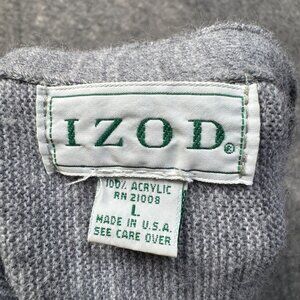 IZOD®
100% ACRYLIC
RN 21008
L
MADE IN U.S.A.
SEE CARE OVER